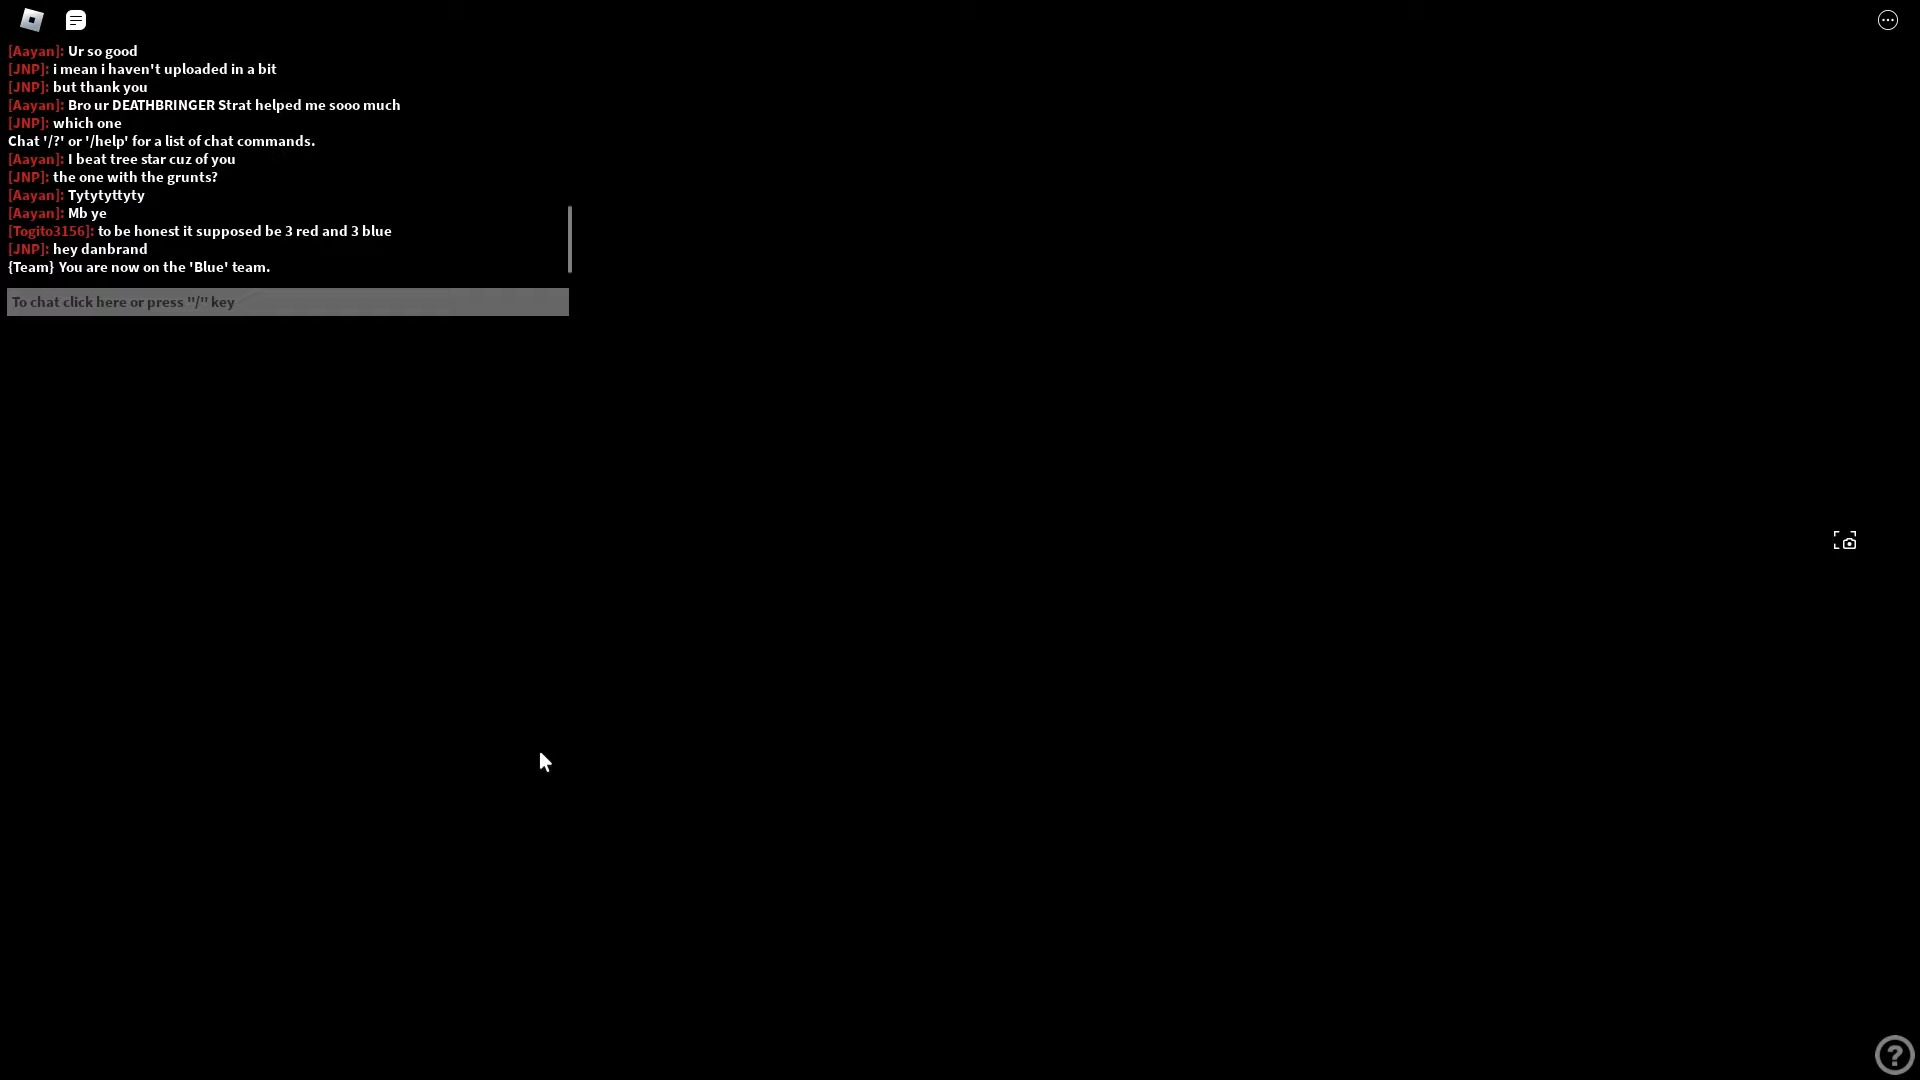 [Aayan]: Ur so good
[JNP]: i mean i haven't uploaded in a bit
[JNP]: but thank you
[Aayan]: Bro ur DEATHBRINGER Strat helped me sooo much
[JNP]: which one
Chat '/?' or '/help' for a list of chat commands.
[Aayan]: I beat tree star cuz of you
[JNP]: the one with the grunts?
[Aayan]: Tytytyttyty
[Aayan]: Mb ye
[Togito3156]: to be honest it supposed be 3 red and 3 blue
[JNP]: hey danbrand
{Team} You are now on the 'Blue' team.
To chat click here or press "/" key
?